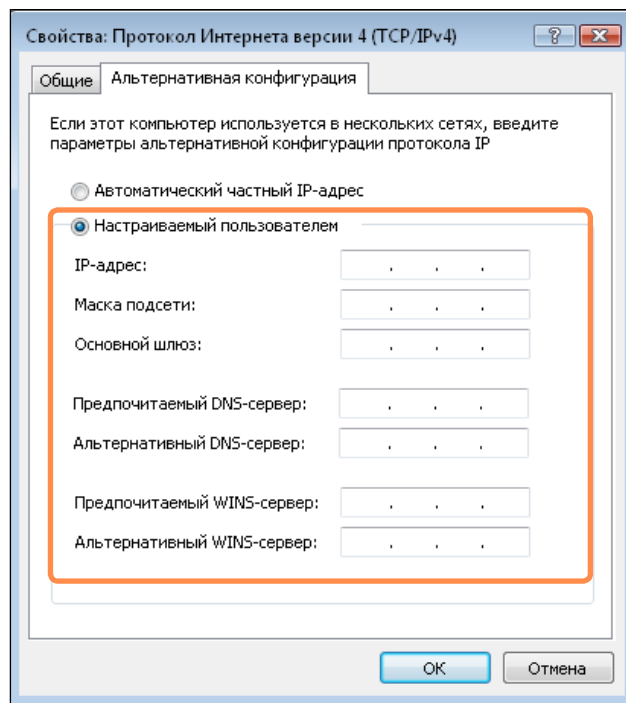 Свойства: Протокол Интернета версии 4 (TCP/IPv4)
Общие
Альтернативная конфигурация
Если этот компьютер используется в нескольких сетях, введите
параметры альтернативной конфигурации протокола IP
Автоматический частный IP-адрес
Настраиваемый пользователем
IP-адрес:
Маска подсети:
Основной шлюз:
Предпочитаемый DNS-сервер:
Альтернативный DNS-сервер:
Предпочитаемый WINS-сервер:
Альтернативный WINS-сервер:
ОК
Отмена